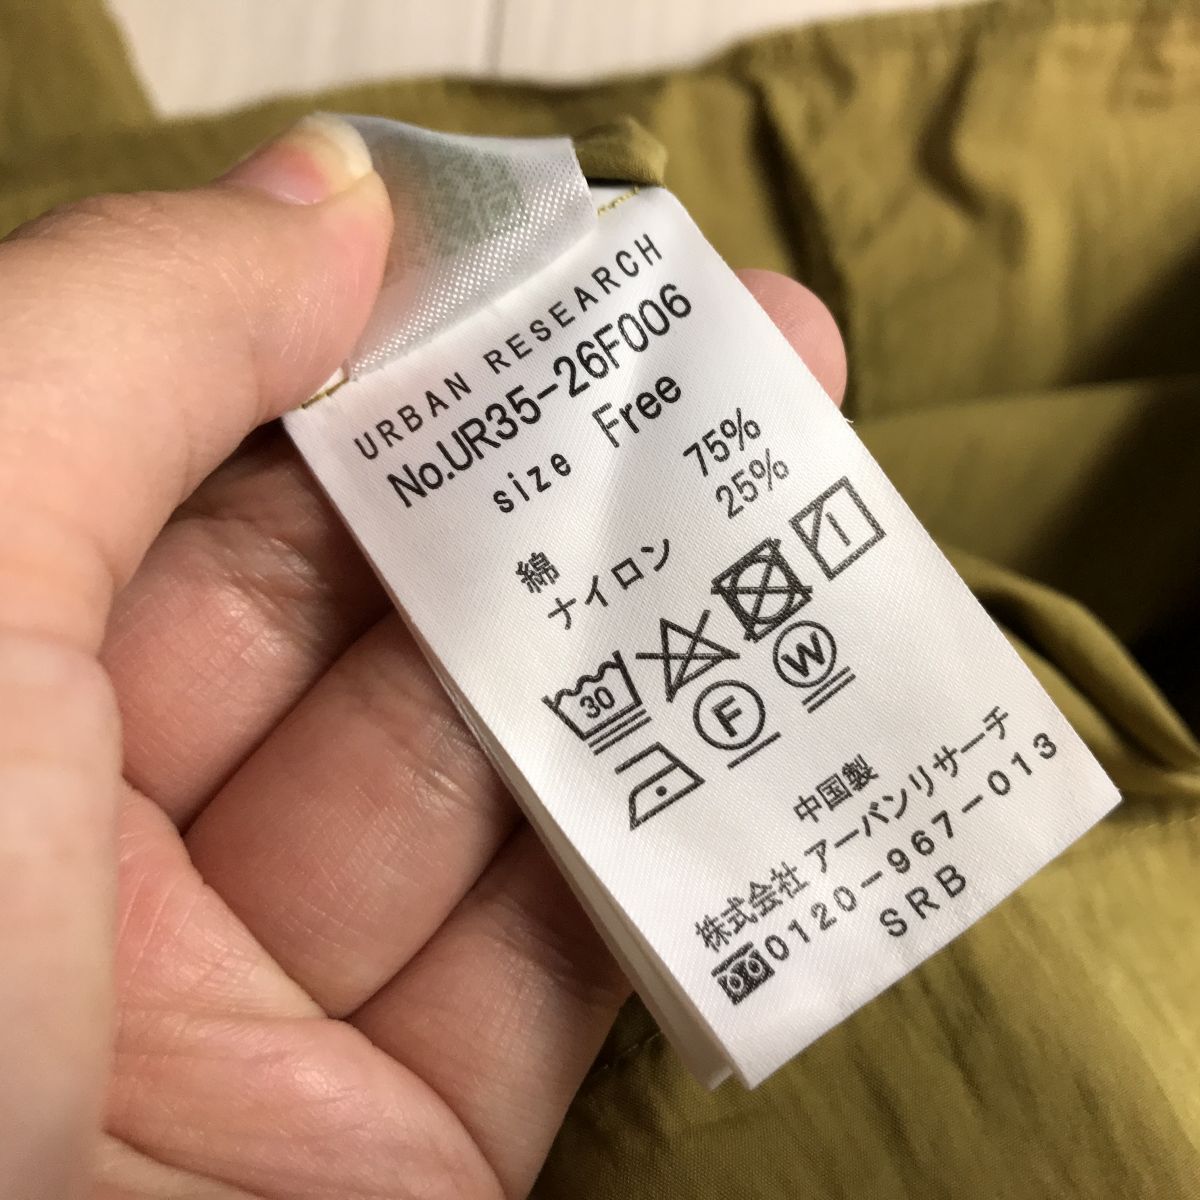 URBAN RESEARCH
No.UR35-26F006
size Free
綿 75%
ナイロン 25%
30
F W
中国製
株式会社 アーバンリサーチ
0120-967-013
SRB